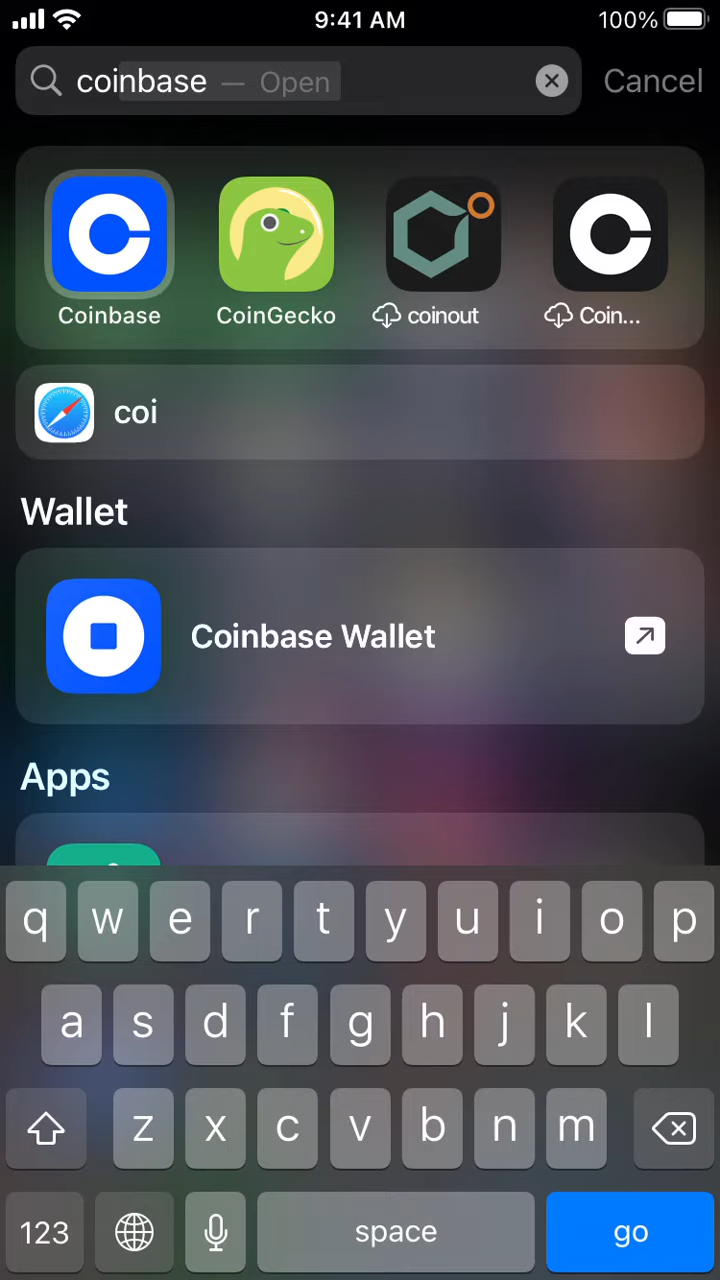 9:41 AM 100%
coinbase — Open Cancel
Coinbase CoinGecko coinout Coin...
coi
Wallet
Coinbase Wallet
Apps
q w e r t y u i o p
a s d f g h j k l
z x c v b n m
123 space go